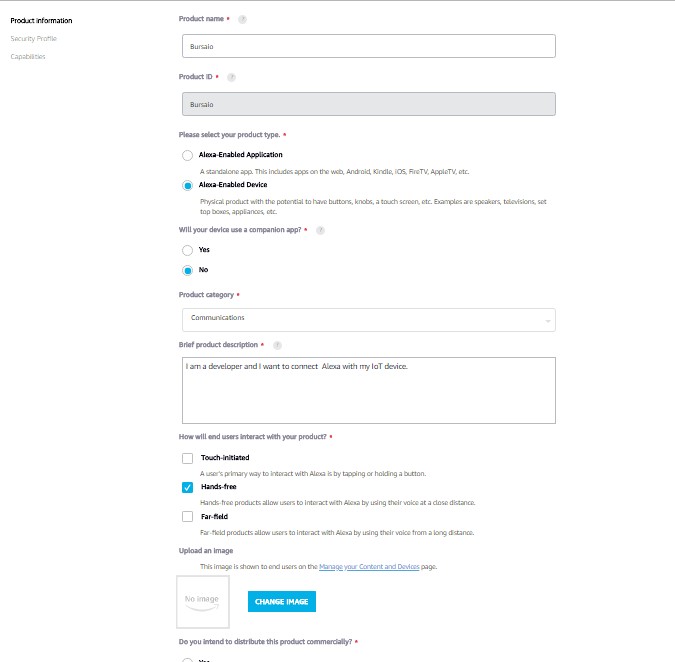 Product information
Security Profile
Capabilities
Product name * ?
Bursaio
Product ID * ?
Bursaio
Please select your product type. *
Alexa-Enabled Application
A standalone app. This includes apps on the web, Android, Kindle, iOS, FireTV, AppleTV, etc.
Alexa-Enabled Device
Physical product with the potential to have buttons, knobs, a touch screen, etc. Examples are speakers, televisions, set
top boxes, appliances, etc.
Will your device use a companion app? * ?
Yes
No
Product category *
Communications
Brief product description * ?
I am a developer and I want to connect Alexa with my IoT device.
How will end users interact with your product? *
Touch-initiated
A user's primary way to interact with Alexa is by tapping or holding a button.
Hands-free
Hands-free products allow users to interact with Alexa by using their voice at a close distance.
Far-field
Far-field products allow users to interact with Alexa by using their voice from a long distance.
Upload an image
This image is shown to end users on the Manage your Content and Devices page.
No image
CHANGE IMAGE
Do you intend to distribute this product commercially? *